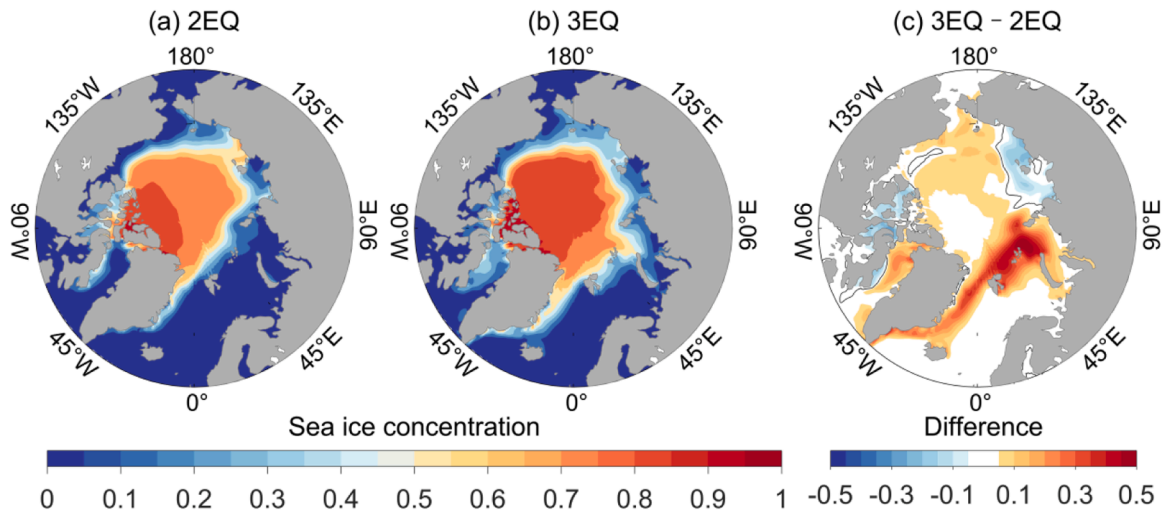 (a) 2EQ
(b) 3EQ
(c) 3EQ - 2EQ
180°
180°
180°
135°W
135°E
135°W
135°E
135°W
135°E
90°W
90°E
90°W
90°E
90°W
90°E
45°W
45°E
45°W
45°E
45°W
45°E
0°
0°
0°
Sea ice concentration
Difference
0 0.1 0.2 0.3 0.4 0.5 0.6 0.7 0.8 0.9 1
-0.5 -0.3 -0.1 0.1 0.3 0.5